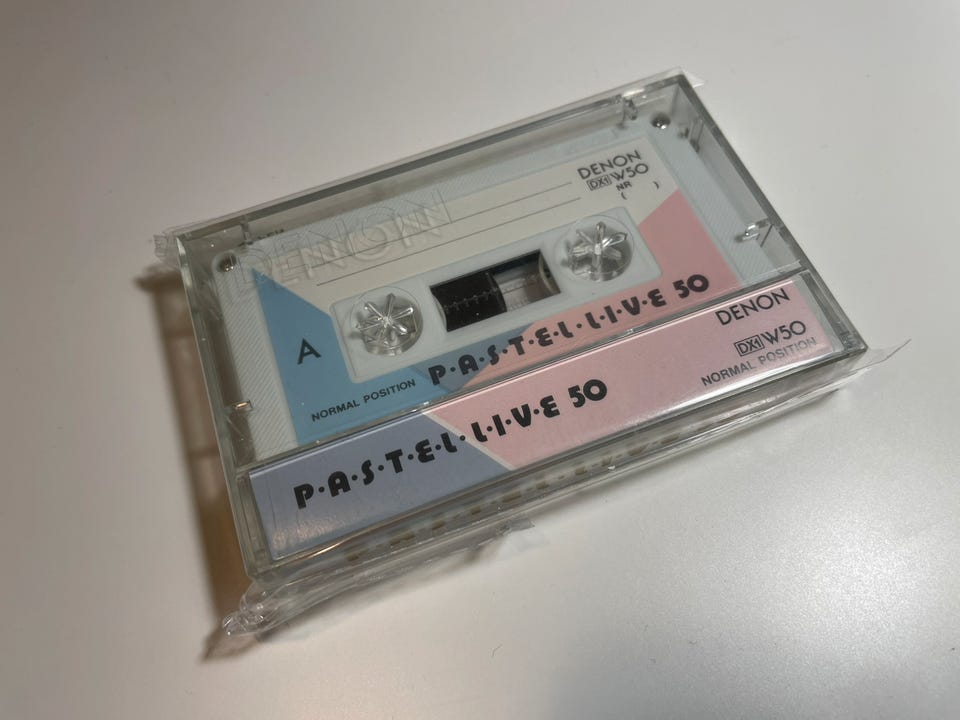 DENON
DENON
DX1 W50
NR
( )
A
P·A·S·T·E·L·L·I·V·E 50
NORMAL POSITION
DENON
DX1 W50
NORMAL POSITION
P·A·S·T·E·L·L·I·V·E 50